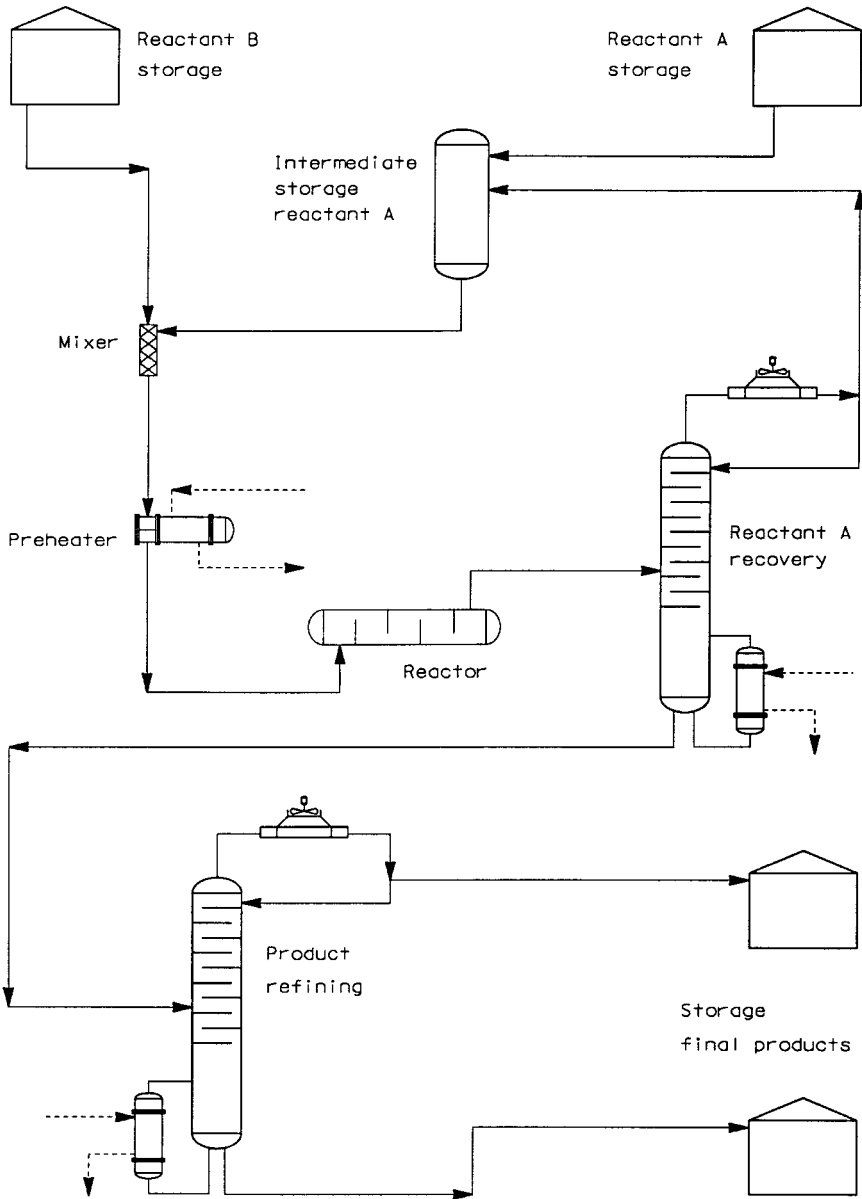 Reactant B
storage
Reactant A
storage
Intermediate
storage
reactant A
Mixer
Preheater
Reactant A
recovery
Reactor
Product
refining
Storage
final products